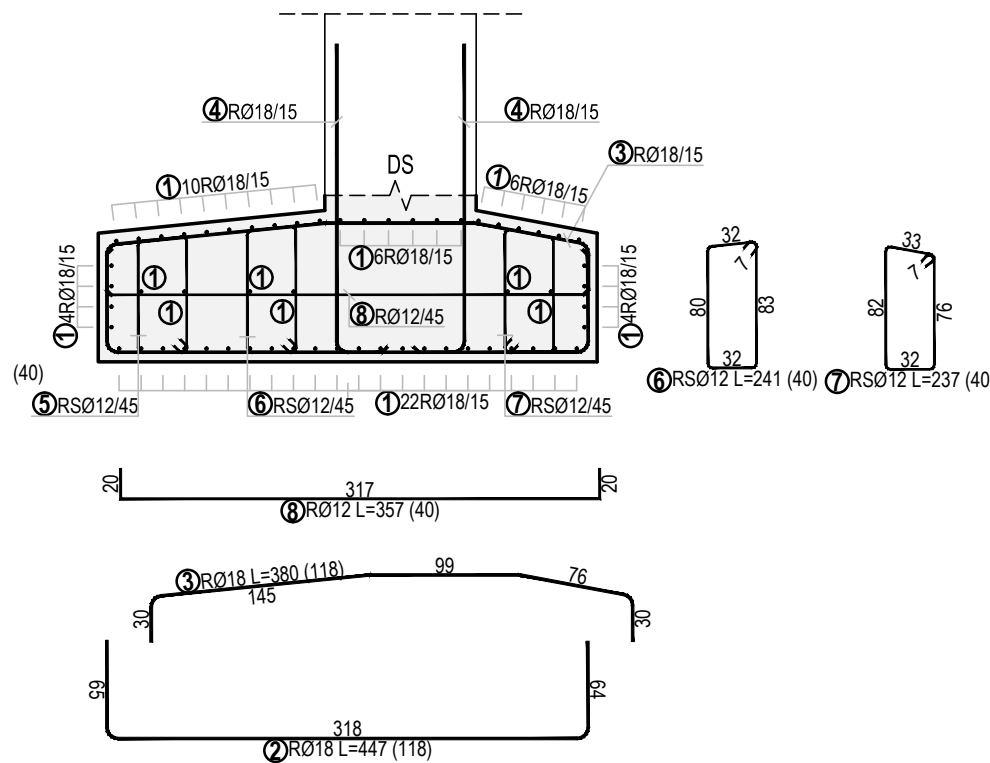 ④RØ18/15
④RØ18/15
③RØ18/15
DS
①10RØ18/15
①6RØ18/15
①6RØ18/15
①4RØ18/15
①
①
①
①
①
①
⑧RØ12/45
①4RØ18/15
(40)
⑤RSØ12/45
⑥RSØ12/45
①22RØ18/15
⑦RSØ12/45
32
7
80
83
32
⑥RSØ12 L=241 (40)
33
7
82
76
32
⑦RSØ12 L=237 (40
20
317
20
⑧RØ12 L=357 (40)
③RØ18 L=380 (118)
99
76
145
30
30
65
318
64
②RØ18 L=447 (118)